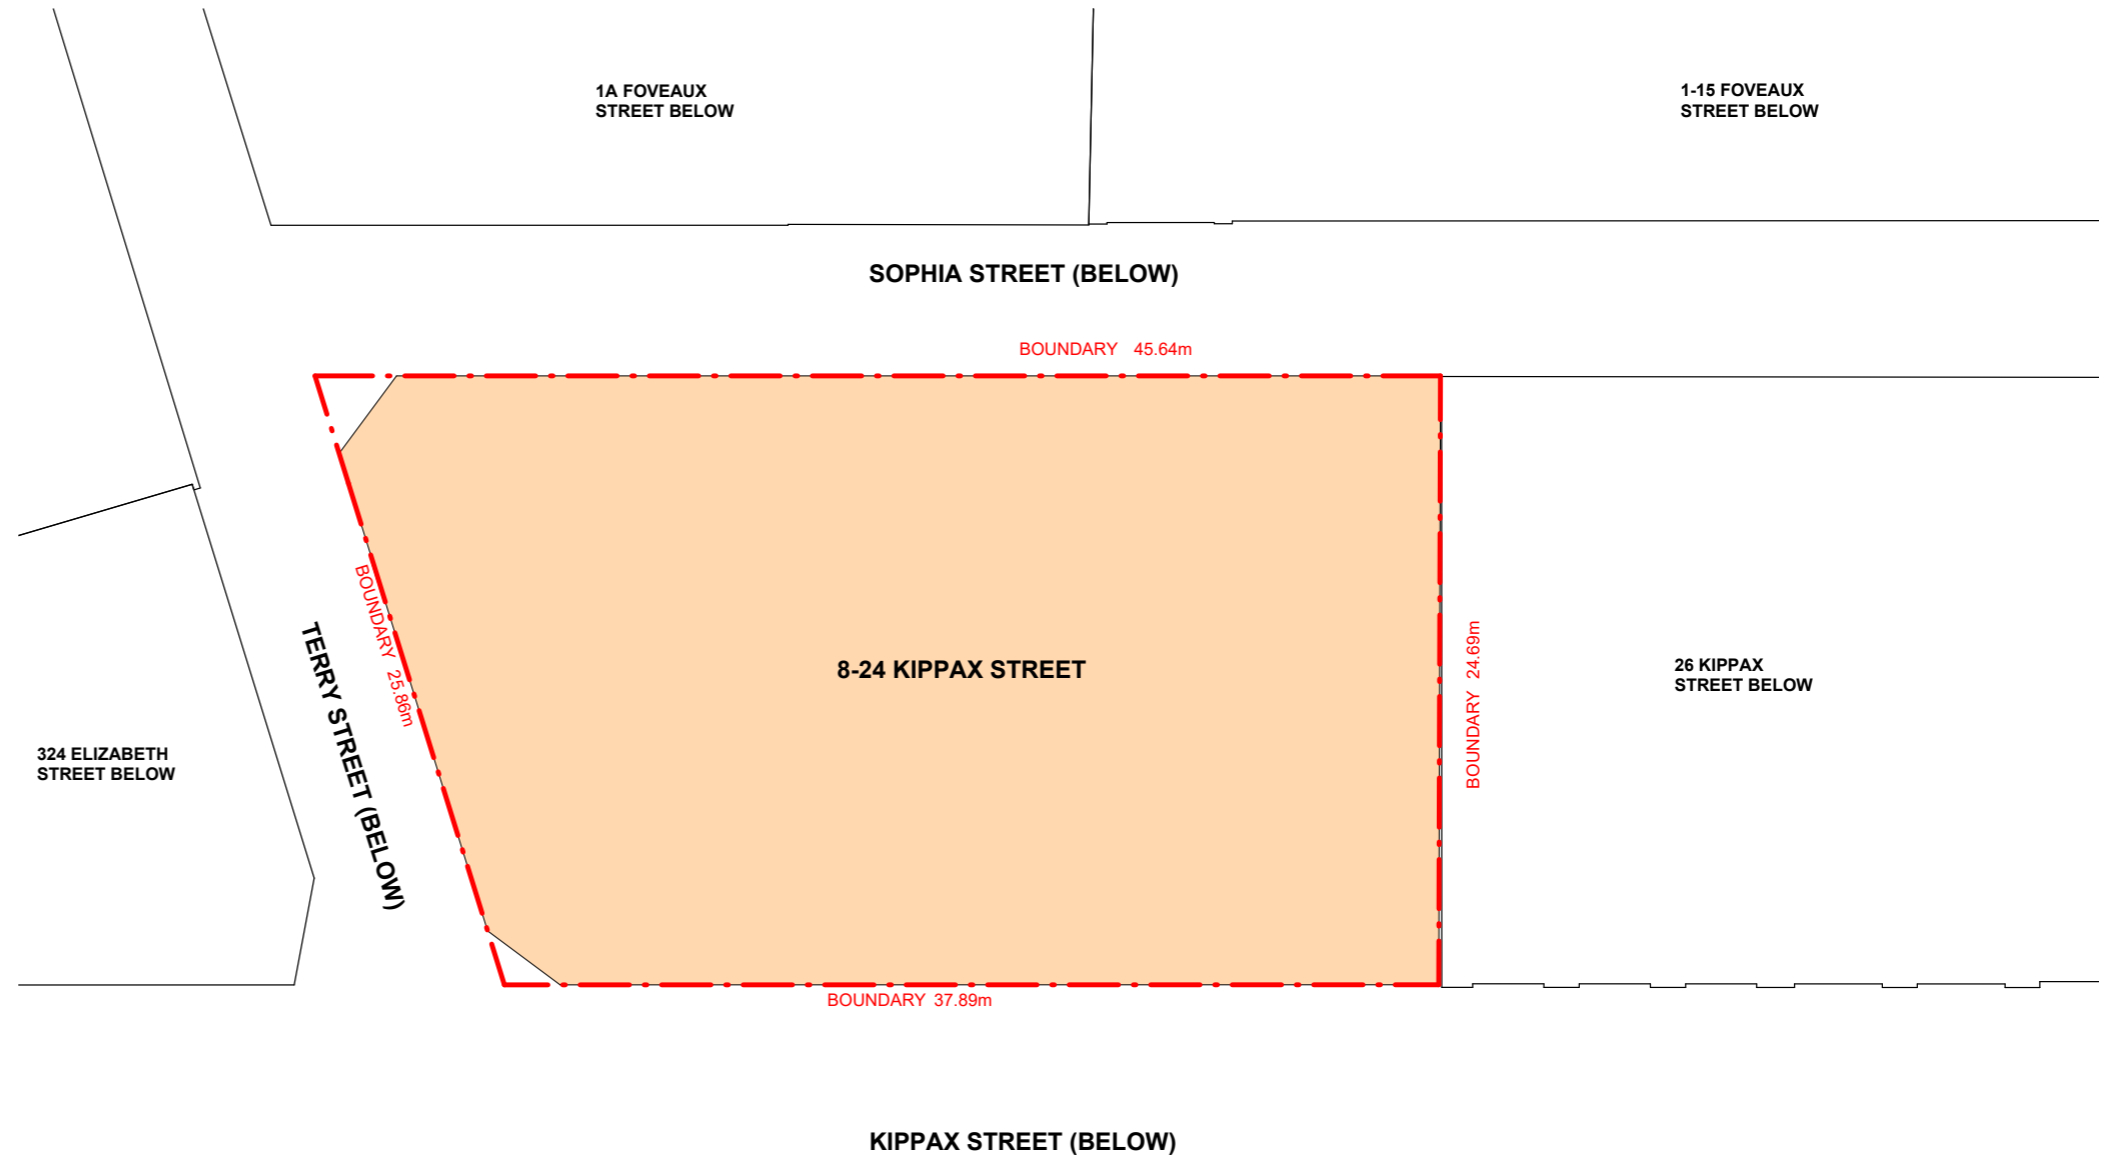 1A FOVEAUX
STREET BELOW
1-15 FOVEAUX
STREET BELOW
SOPHIA STREET (BELOW)
BOUNDARY 45.64m
BOUNDARY 25.86m
TERRY STREET (BELOW)
8-24 KIPPAX STREET
BOUNDARY 24.69m
26 KIPPAX
STREET BELOW
324 ELIZABETH
STREET BELOW
BOUNDARY 37.89m
KIPPAX STREET (BELOW)